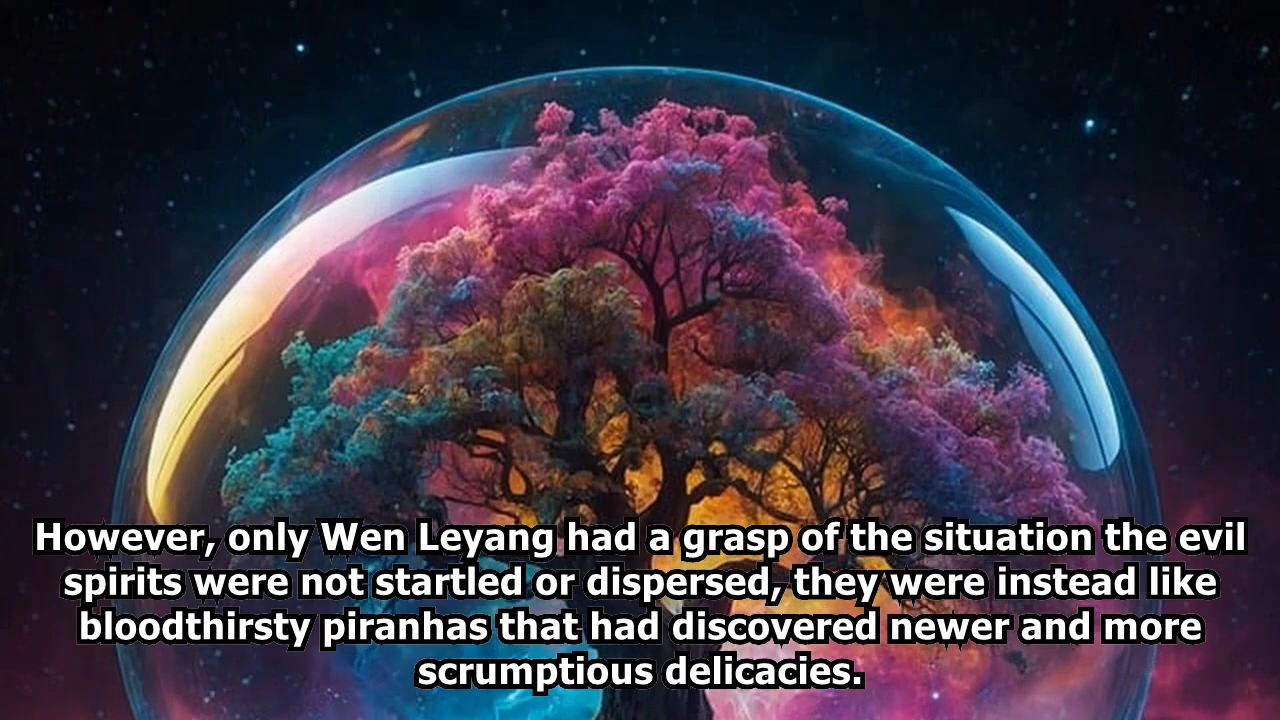 However, only Wen Leyang had a grasp of the situation the evil
spirits were not startled or dispersed, they were instead like
bloodthirsty piranhas that had discovered newer and more
scrumptious delicacies.